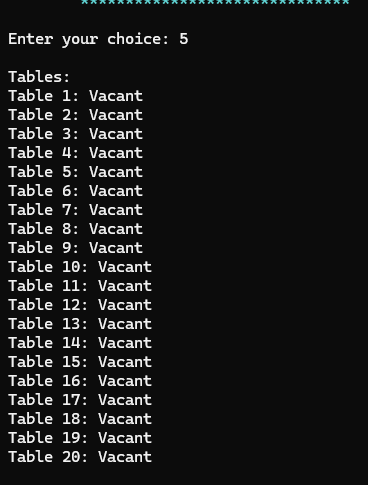 ******************************
Enter your choice: 5
Tables:
Table 1: Vacant
Table 2: Vacant
Table 3: Vacant
Table 4: Vacant
Table 5: Vacant
Table 6: Vacant
Table 7: Vacant
Table 8: Vacant
Table 9: Vacant
Table 10: Vacant
Table 11: Vacant
Table 12: Vacant
Table 13: Vacant
Table 14: Vacant
Table 15: Vacant
Table 16: Vacant
Table 17: Vacant
Table 18: Vacant
Table 19: Vacant
Table 20: Vacant